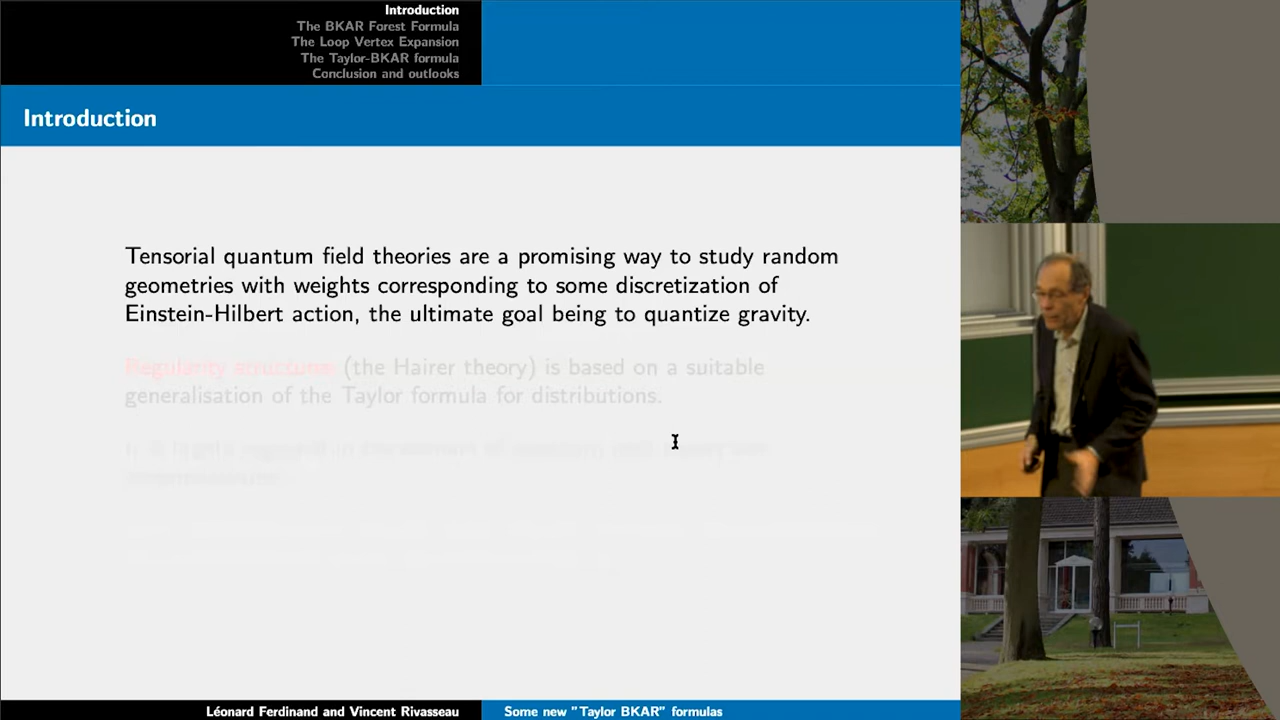 Introduction
The BKAR Forest Formula
The Loop Vertex Expansion
The Taylor-BKAR formula
Conclusion and outlooks
Introduction
Tensorial quantum field theories are a promising way to study random
geometries with weights corresponding to some discretization of
Einstein-Hilbert action, the ultimate goal being to quantize gravity.
Regularity structures (the Hairer theory) is based on a suitable
generalisation of the Taylor formula for distributions.
Léonard Ferdinand and Vincent Rivasseau
Some new "Taylor BKAR" formulas